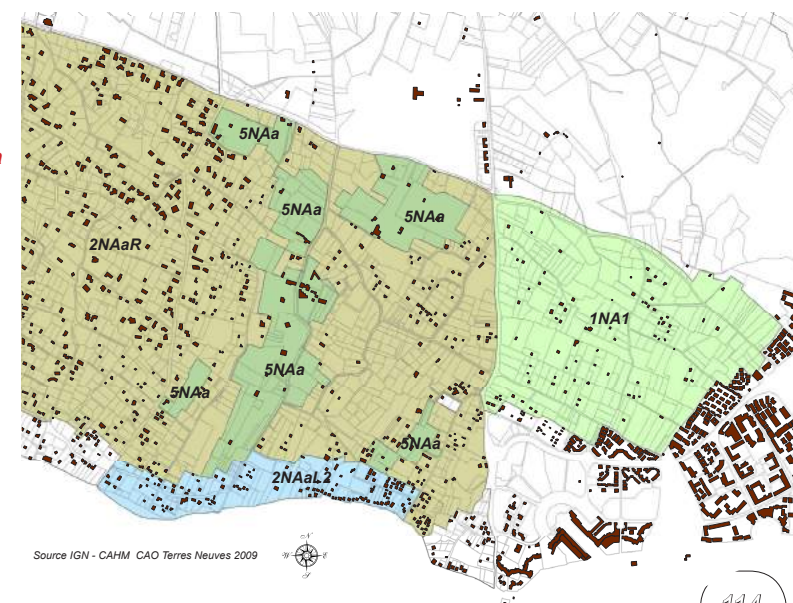 5NAa
5NAa
5NAa
2NAaR
1NA1
5NAa
5NAa
5NAa
2NAaL2
N
W
E
S
Source IGN - CAHM CAO Terres Neuves 2009